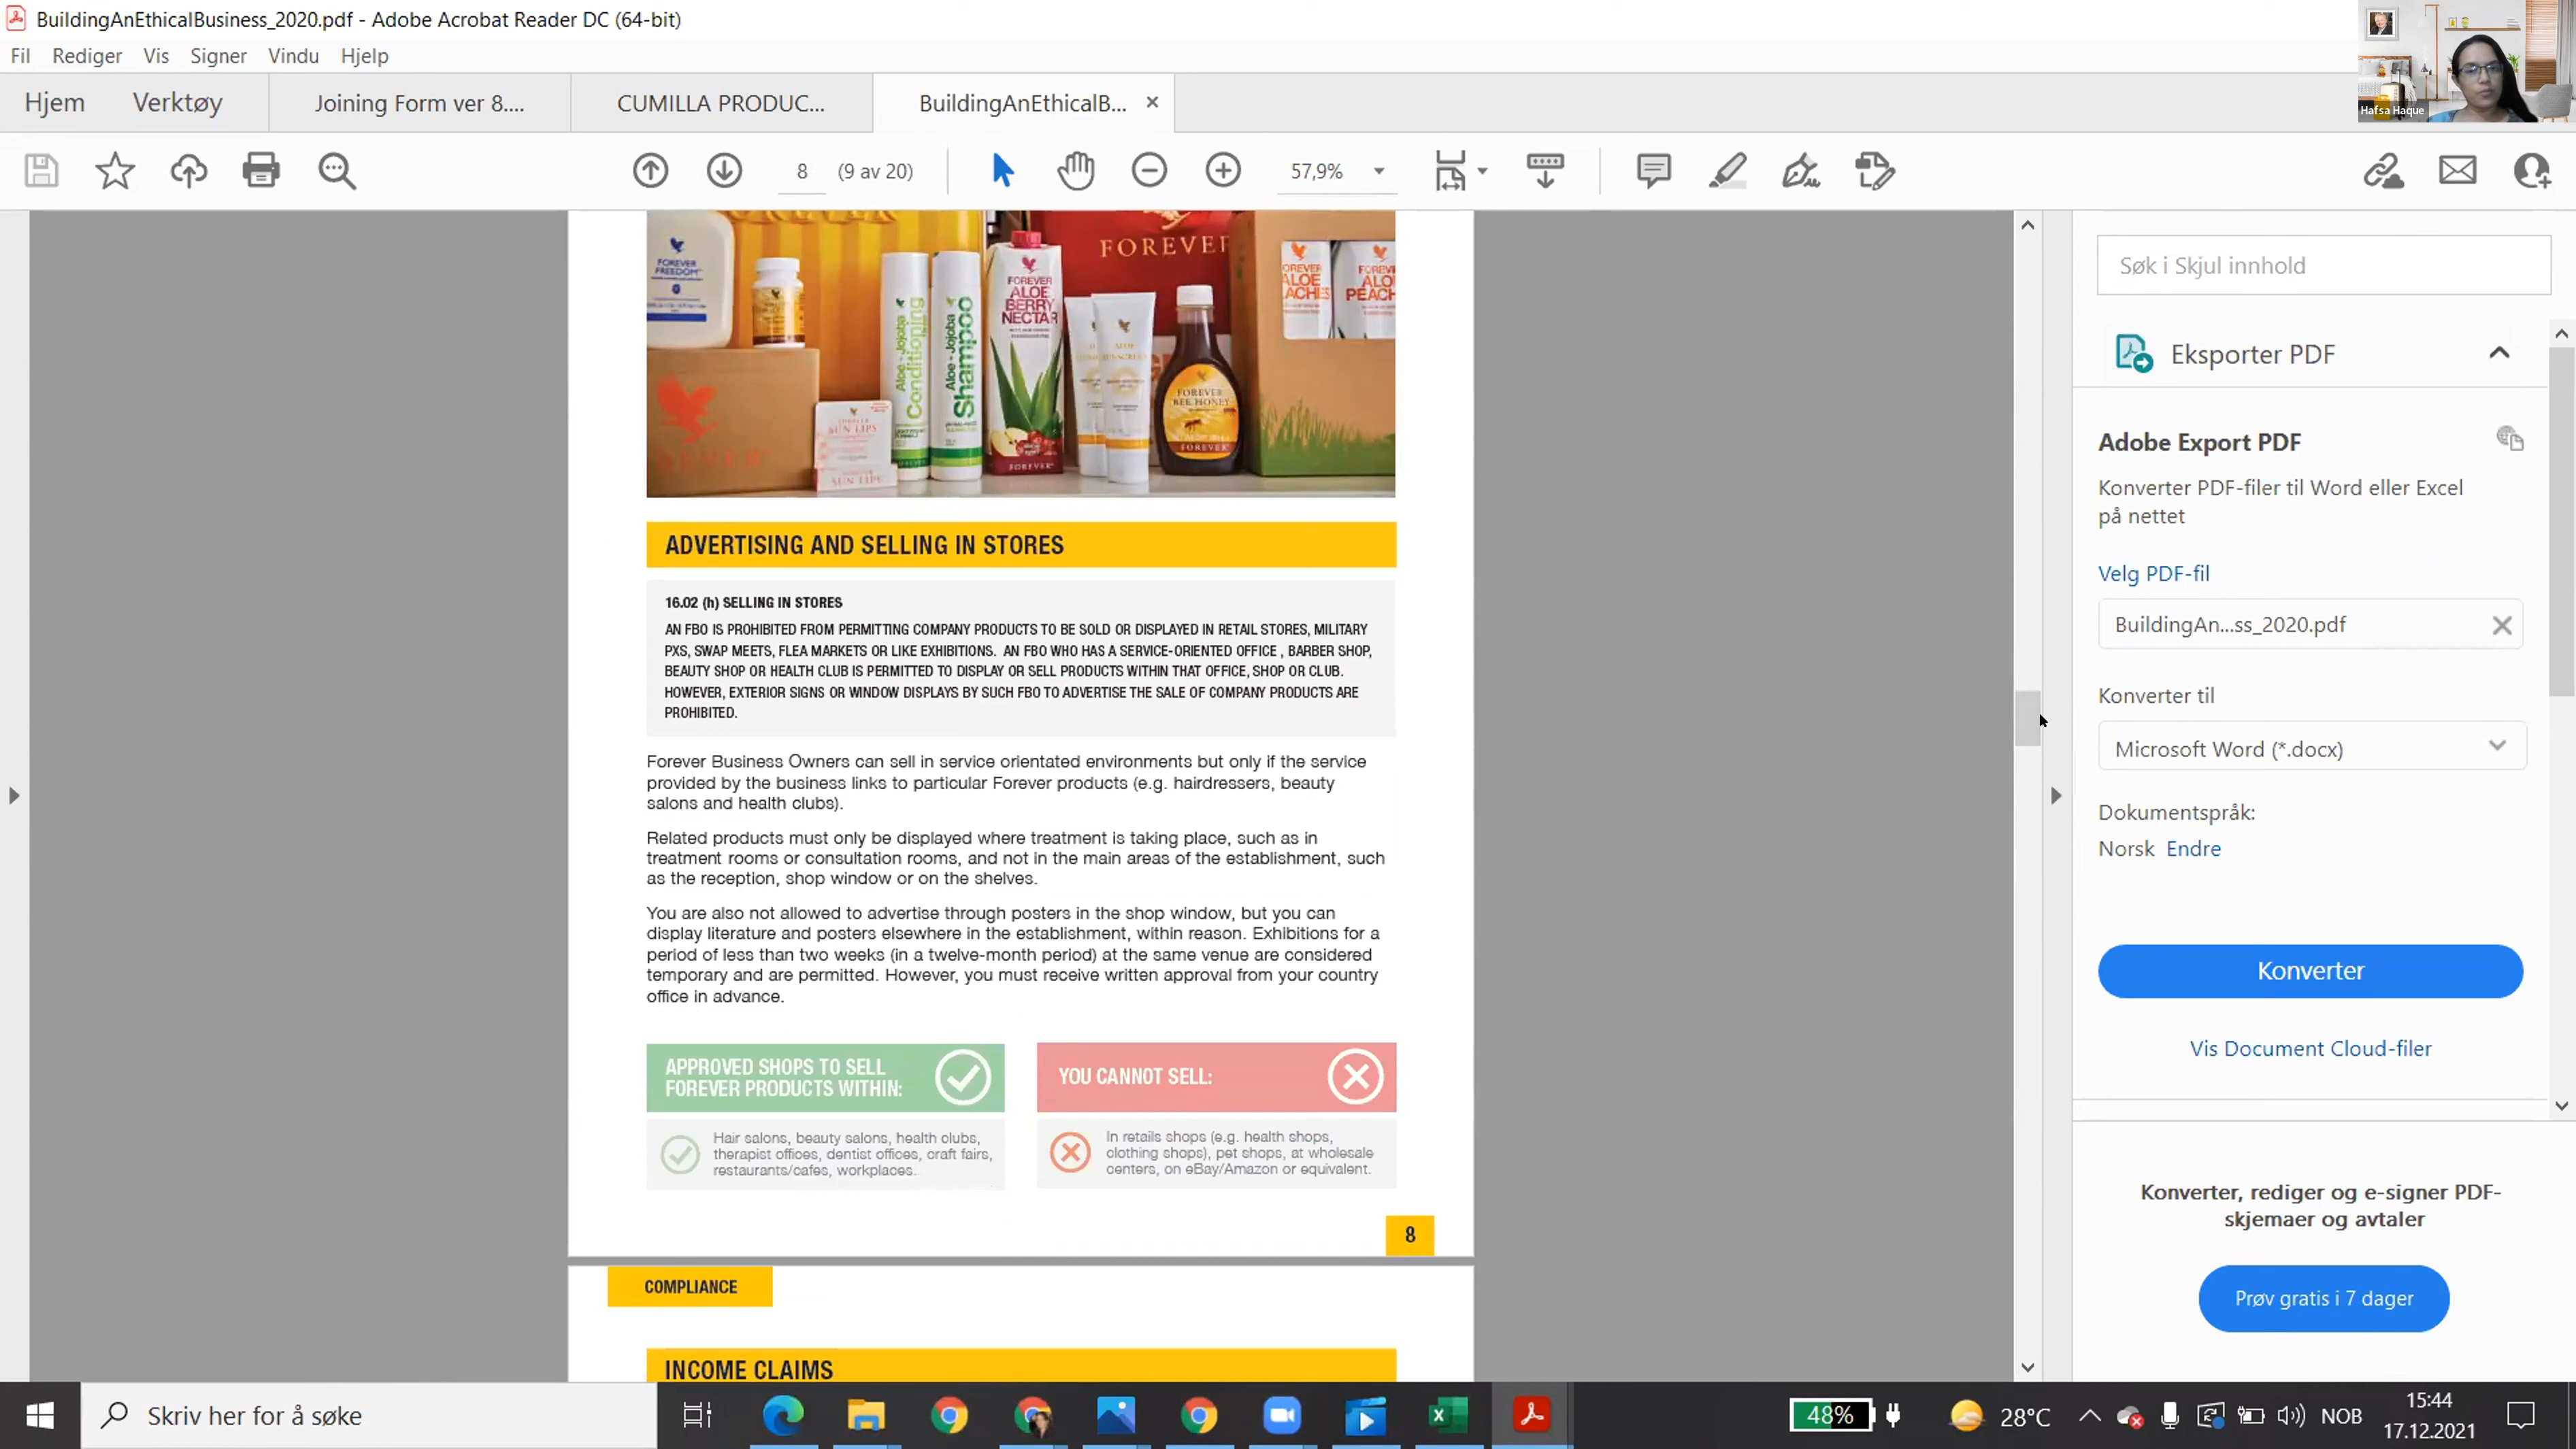 BuildingAnEthicalBusiness_2020.pdf - Adobe Acrobat Reader DC (64-bit)
Fil Rediger Vis Signer Vindu Hjelp
Hjem Verktøy Joining Form ver 8.... CUMILLA PRODUC... BuildingAnEthicalB...
Hafsa Haque
8 (9 av 20) 57,9%
FOREVER FREEDOM
FOREVER
Aloe-Jojoba Conditioning
Aloe-Jojoba Shampoo
FOREVER ALOE BERRY NECTAR
FOREVER
SUN LIPS
SUN LIPS
FOREVER BEE HONEY
FOREVER
FOREVER
ADVERTISING AND SELLING IN STORES
16.02 (h) SELLING IN STORES
AN FBO IS PROHIBITED FROM PERMITTING COMPANY PRODUCTS TO BE SOLD OR DISPLAYED IN RETAIL STORES, MILITARY
PXS, SWAP MEETS, FLEA MARKETS OR LIKE EXHIBITIONS. AN FBO WHO HAS A SERVICE-ORIENTED OFFICE , BARBER SHOP,
BEAUTY SHOP OR HEALTH CLUB IS PERMITTED TO DISPLAY OR SELL PRODUCTS WITHIN THAT OFFICE, SHOP OR CLUB.
HOWEVER, EXTERIOR SIGNS OR WINDOW DISPLAYS BY SUCH FBO TO ADVERTISE THE SALE OF COMPANY PRODUCTS ARE
PROHIBITED.
Forever Business Owners can sell in service orientated environments but only if the service
provided by the business links to particular Forever products (e.g. hairdressers, beauty
salons and health clubs).
Related products must only be displayed where treatment is taking place, such as in
treatment rooms or consultation rooms, and not in the main areas of the establishment, such
as the reception, shop window or on the shelves.
You are also not allowed to advertise through posters in the shop window, but you can
display literature and posters elsewhere in the establishment, within reason. Exhibitions for a
period of less than two weeks (in a twelve-month period) at the same venue are considered
temporary and are permitted. However, you must receive written approval from your country
office in advance.
APPROVED SHOPS TO SELL
FOREVER PRODUCTS WITHIN:
Hair salons, beauty salons, health clubs,
therapist offices, dentist offices, craft fairs,
restaurants/cafes, workplaces.
YOU CANNOT SELL:
In retails shops (e.g. health shops,
clothing shops), pet shops, at wholesale
centers, on eBay/Amazon or equivalent.
8
COMPLIANCE
INCOME CLAIMS
Søk i Skjul innhold
Eksporter PDF
Adobe Export PDF
Konverter PDF-filer til Word eller Excel
på nettet
Velg PDF-fil
BuildingAn...ss_2020.pdf
Konverter til
Microsoft Word (*.docx)
Dokumentspråk:
Norsk Endre
Konverter
Vis Document Cloud-filer
Konverter, rediger og e-signer PDF-
skjemaer og avtaler
Prøv gratis i 7 dager
Skriv her for å søke
48% 28°C NOB
15:44
17.12.2021